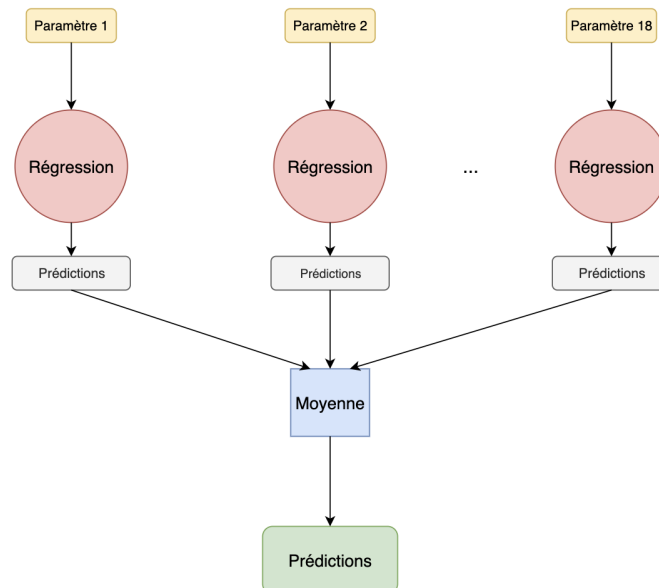 Paramètre 1
Paramètre 2
Paramètre 18
Régression
Régression
...
Régression
Prédictions
Prédictions
Prédictions
Moyenne
Prédictions